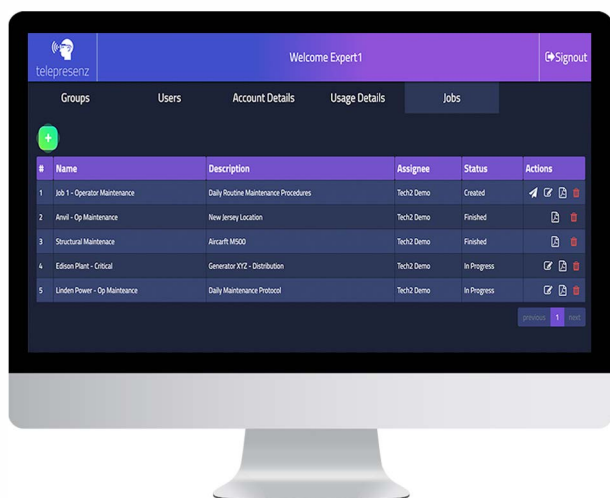 telepresenz
Welcome Expert1
Signout
Groups Users Account Details Usage Details Jobs
+
# Name Description Assignee Status Actions
1 Job 1 - Operator Maintenance Daily Routine Maintenance Procedures Tech2 Demo Created
2 Anvil - Op Maintenance New Jersey Location Tech2 Demo Finished
3 Structural Maintenace Aircarft M500 Tech2 Demo Finished
4 Edison Plant - Critical Generator XYZ - Distribution Tech2 Demo In Progress
5 Linden Power - Op Mainteance Daily Maintenance Protocol Tech2 Demo In Progress
previous 1 next